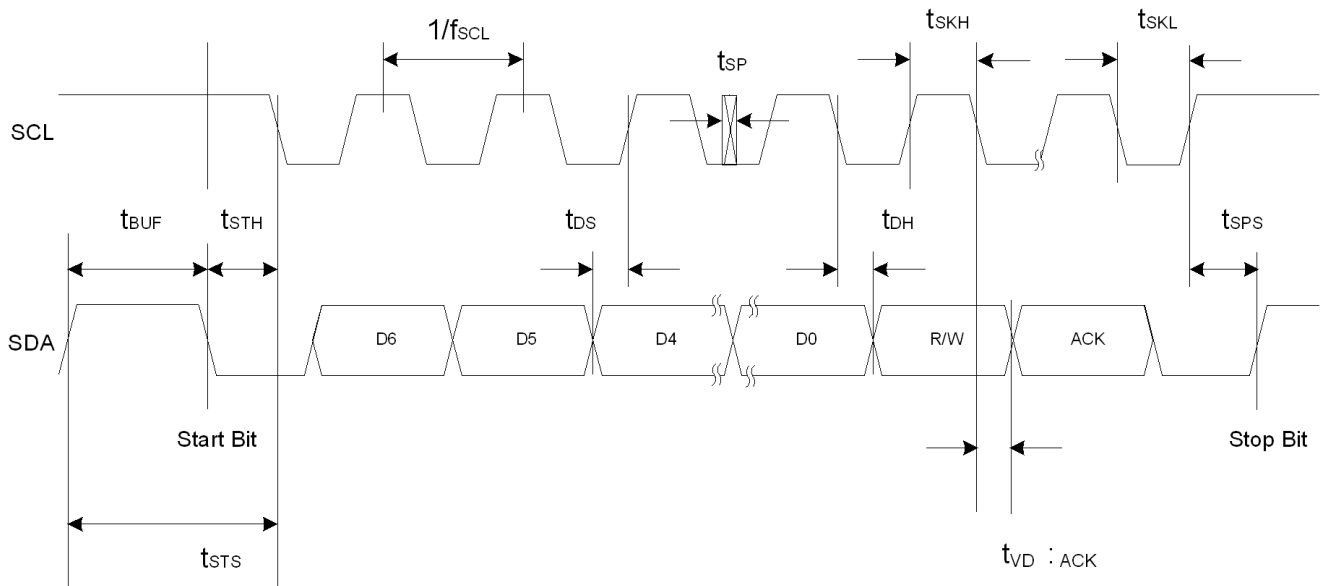 1/fSCL
tSP
tSKH
tSKL
SCL
tBUF
tSTH
tDS
tDH
tSPS
SDA
D6
D5
D4
D0
R/W
ACK
Start Bit
Stop Bit
tSTS
tVD : ACK